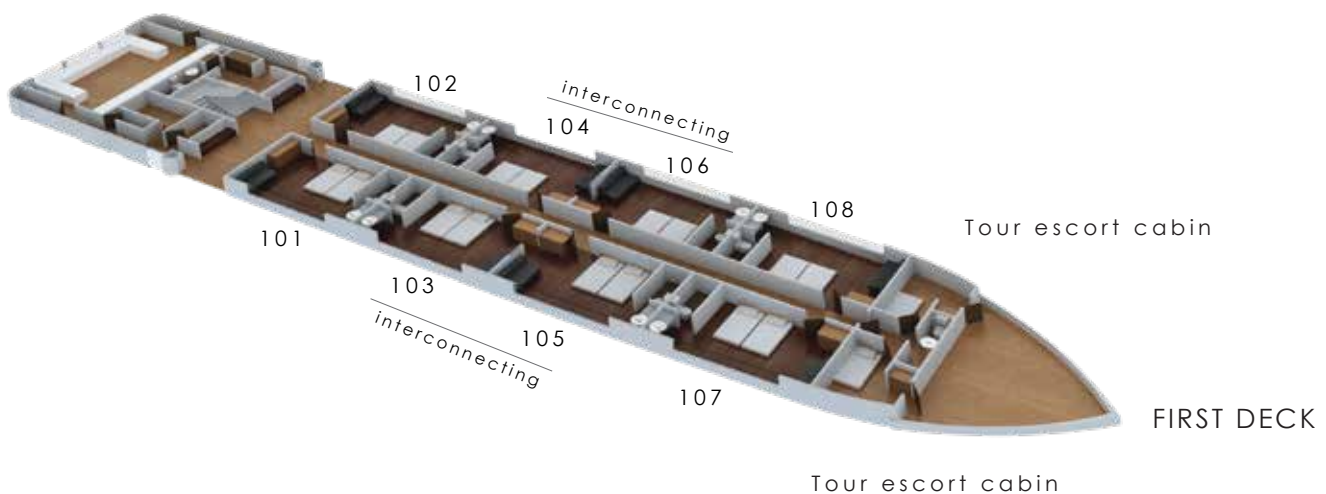 102
interconnecting
104
106
108
Tour escort cabin
101
103
interconnecting
105
107
FIRST DECK
Tour escort cabin